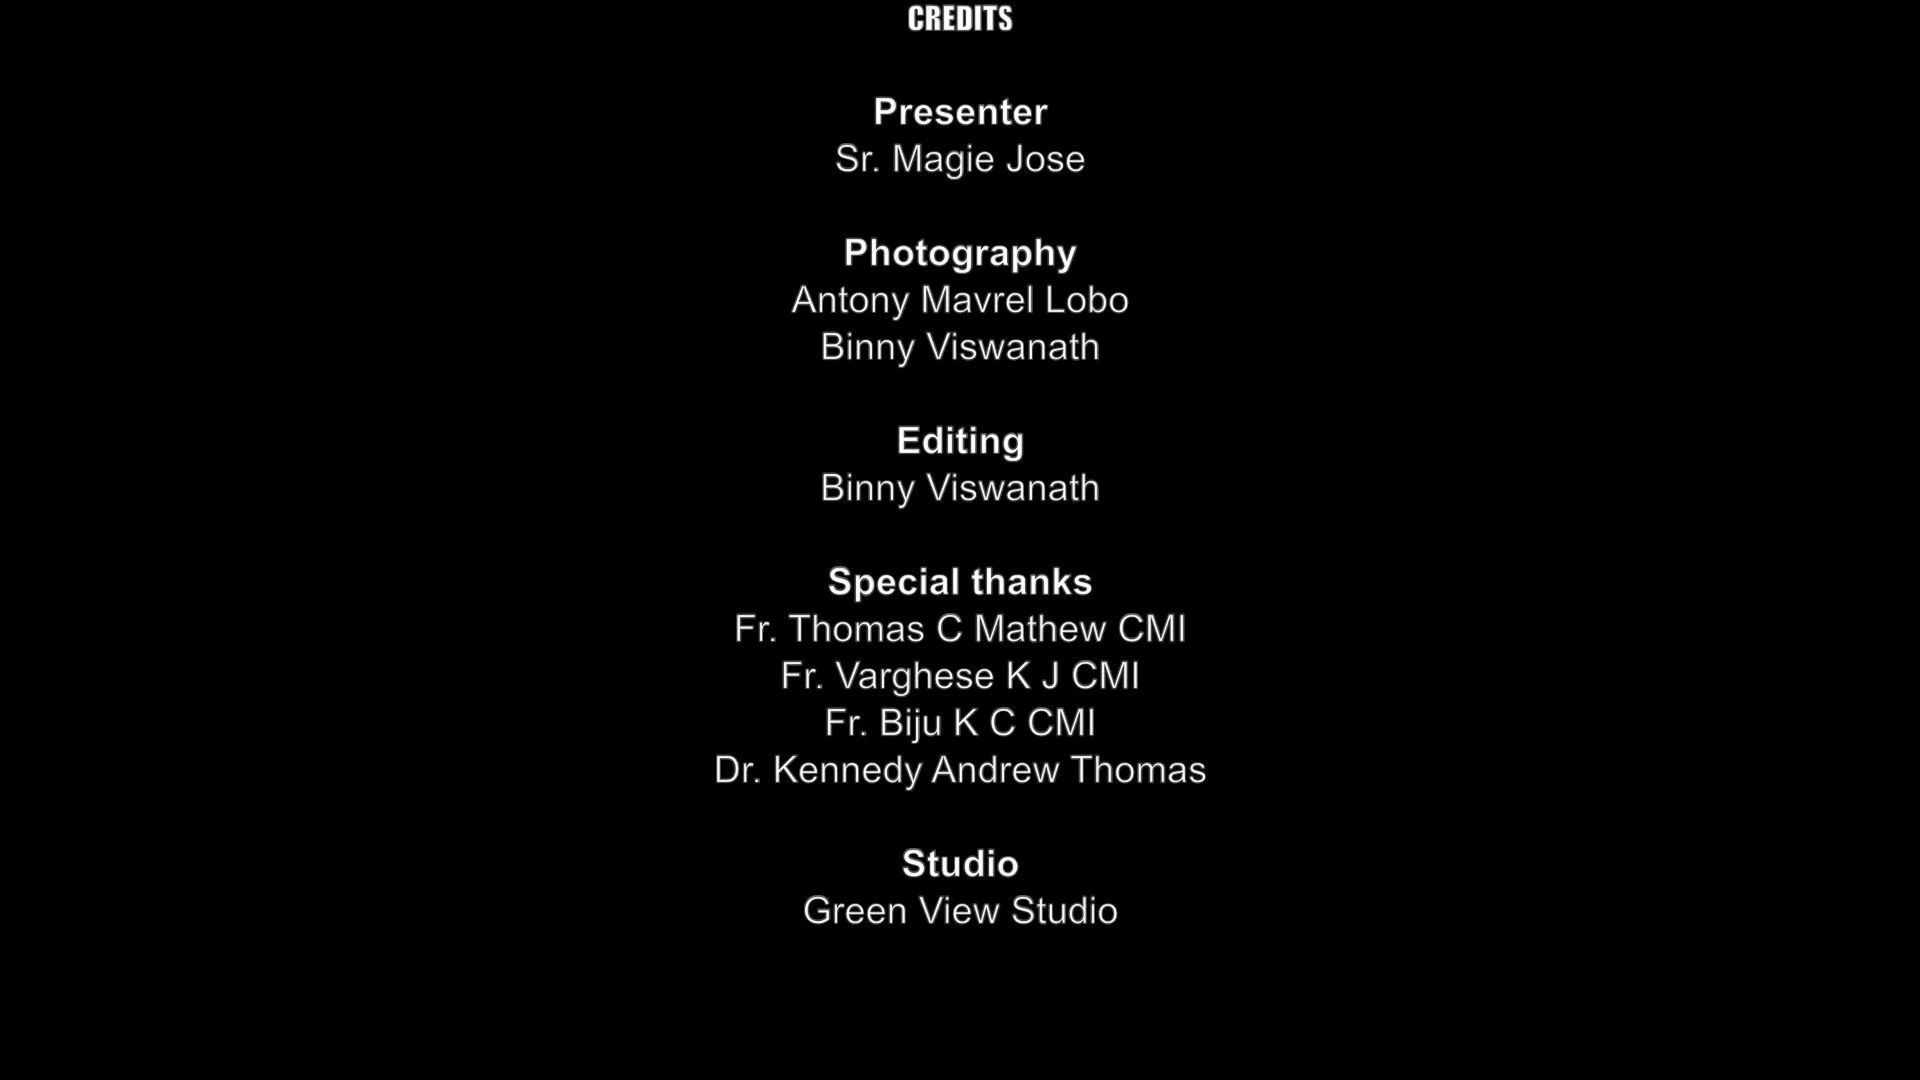 CREDITS
Presenter
Sr. Magie Jose
Photography
Antony Mavrel Lobo
Binny Viswanath
Editing
Binny Viswanath
Special thanks
Fr. Thomas C Mathew CMI
Fr. Varghese K J CMI
Fr. Biju K C CMI
Dr. Kennedy Andrew Thomas
Studio
Green View Studio